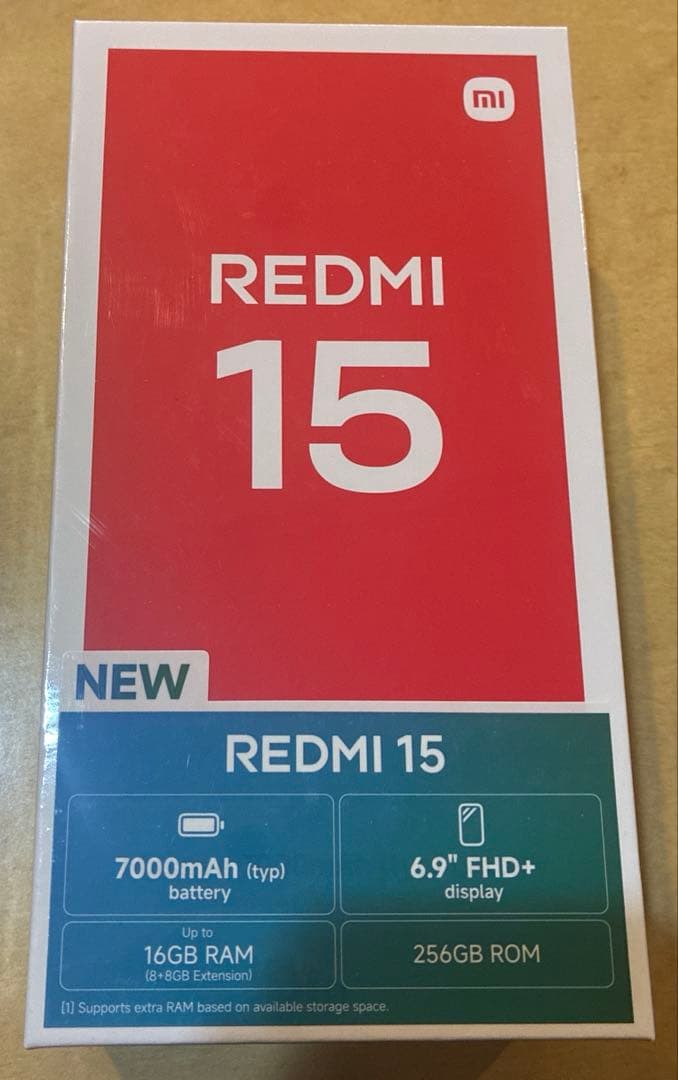 mi
REDMI
15
NEW
REDMI 15
7000mAh (typ)
battery
6.9" FHD+
display
Up to
16GB RAM
(8+8GB Extension)
256GB ROM
[1] Supports extra RAM based on available storage space.